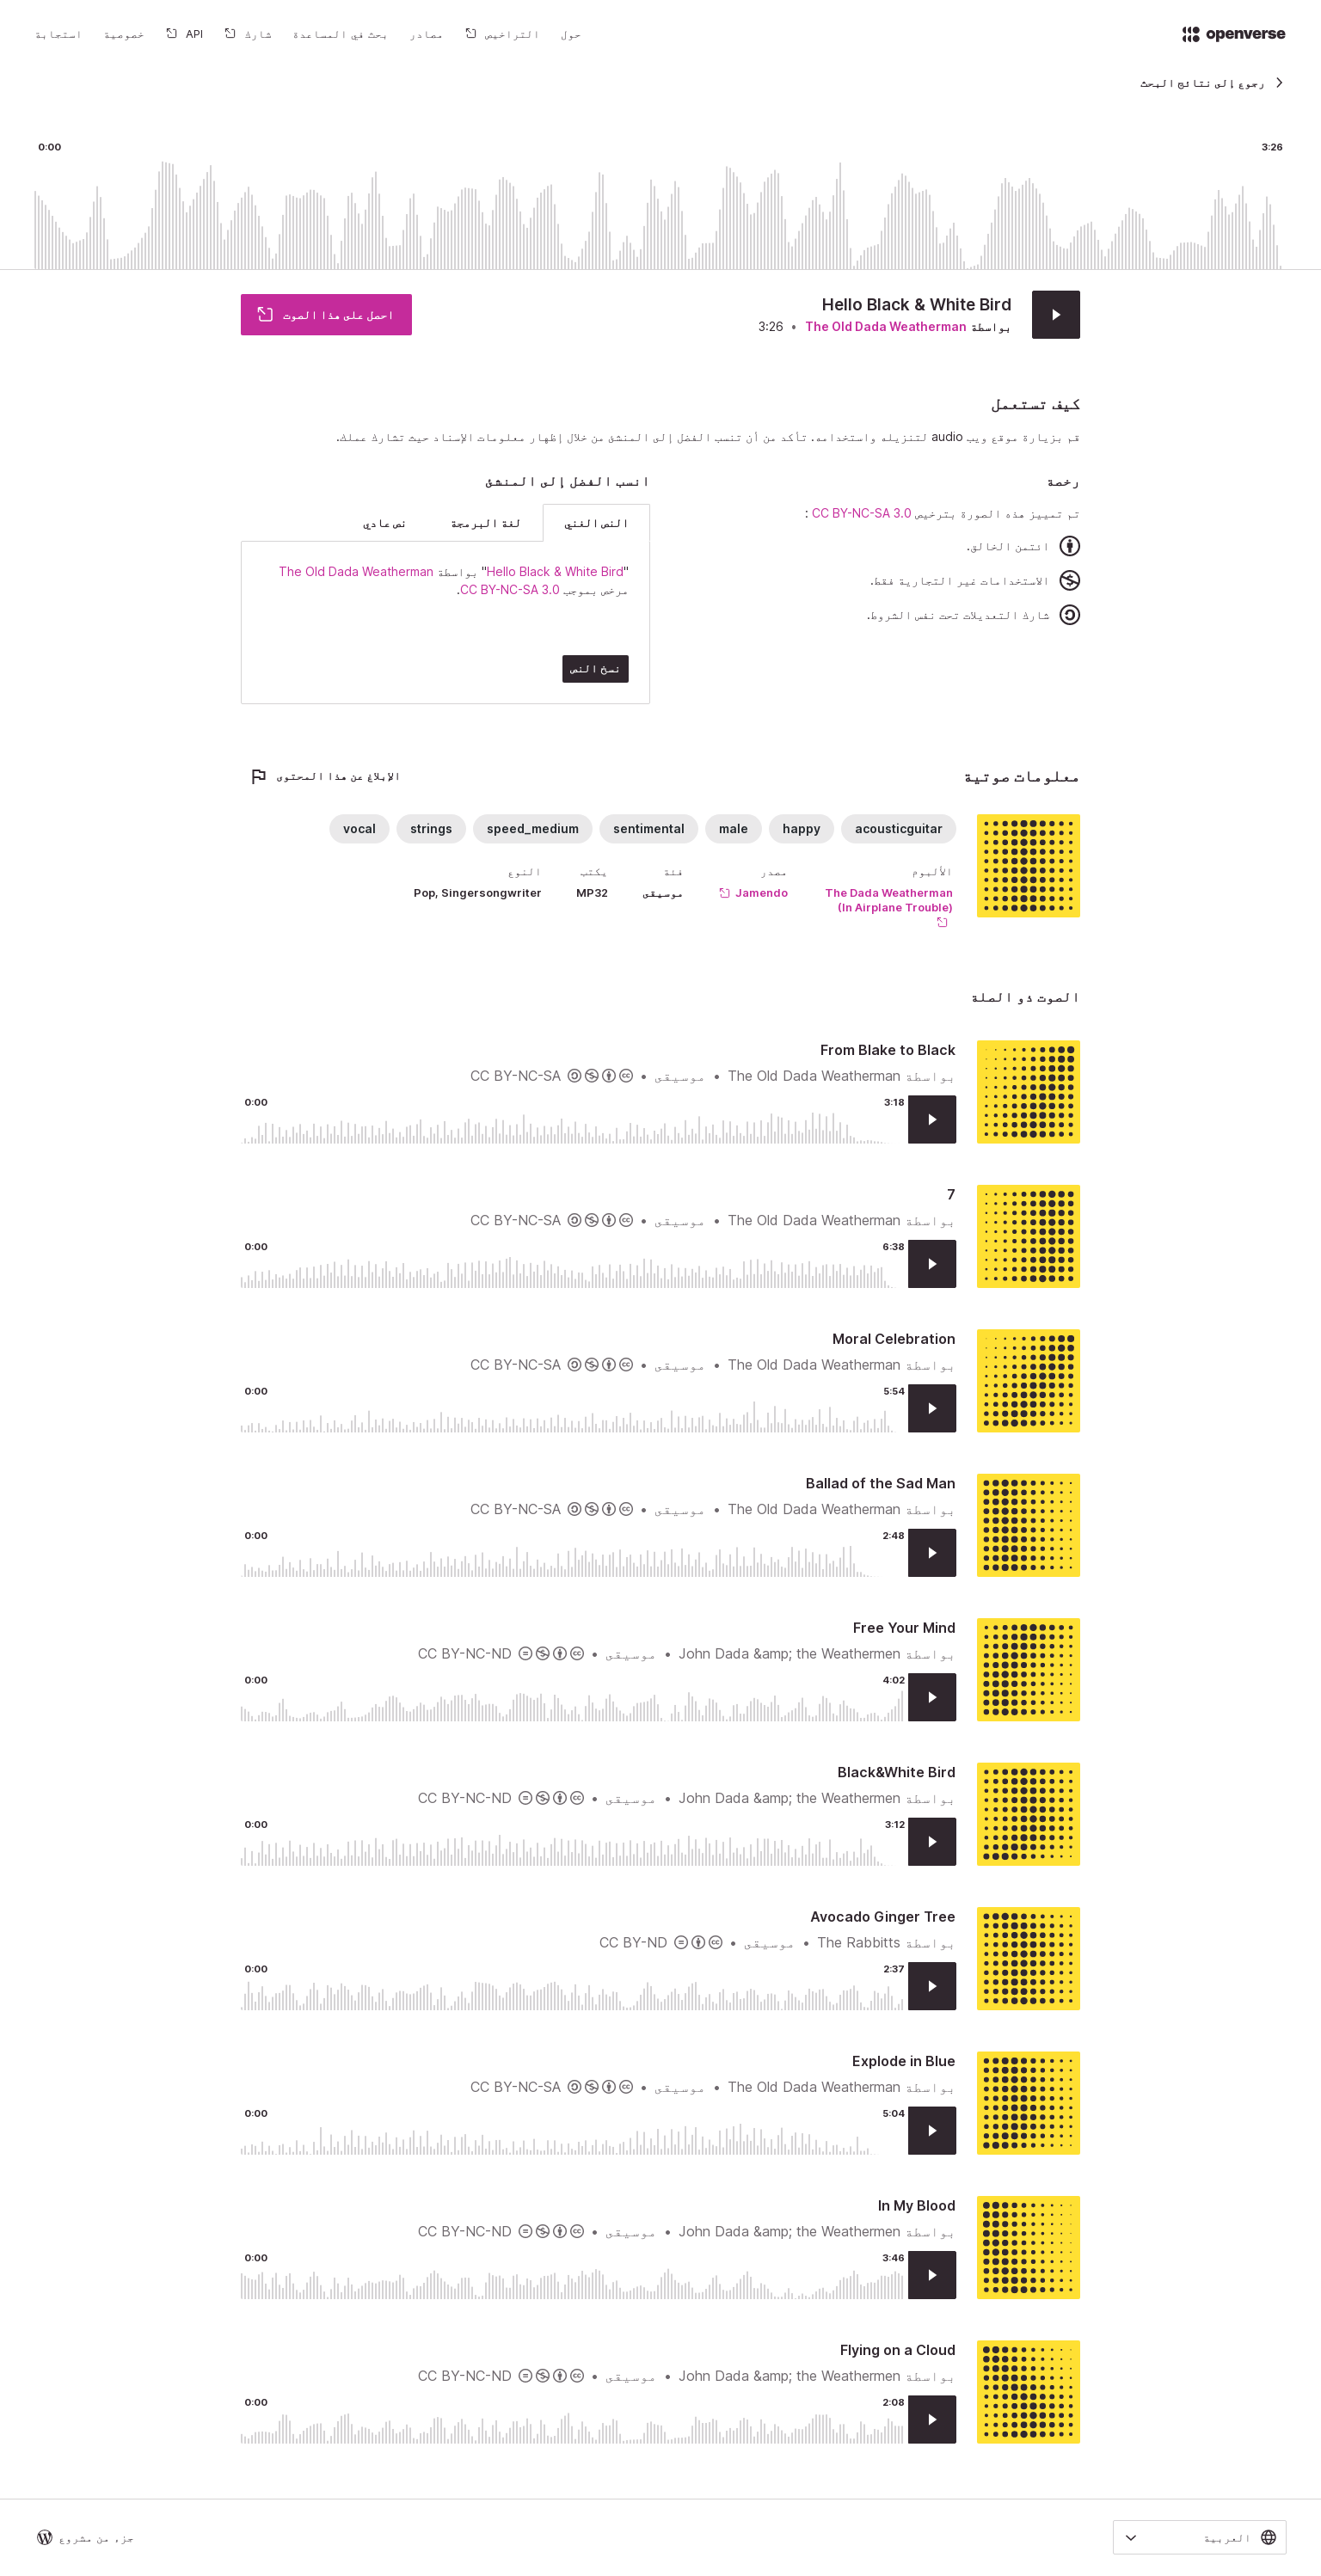 openverse
حول
التراخيص
مصادر
بحث في المساعدة
شارك
API
خصوصية
استجابة
رجوع إلى نتائج البحث
0:00 3:26
Hello Black & White Bird
بواسطة The Old Dada Weatherman • 3:26
احصل على هذا الصوت
كيف تستعمل
قم بزيارة موقع ويب audio لتنزيله واستخدامه. تأكد من أن تنسب الفضل إلى المنشئ من خلال إظهار معلومات الإسناد حيث تشارك عملك.
رخصة
تم تمييز هذه الصورة بترخيص CC BY-NC-SA 3.0 :
ائتمن الخالق.
الاستخدامات غير التجارية فقط.
شارك التعديلات تحت نفس الشروط.
انسب الفضل إلى المنشئ
النص الغني
لغة البرمجة
نص عادي
"Hello Black & White Bird" بواسطة The Old Dada Weatherman
مرخص بموجب CC BY-NC-SA 3.0.
نسخ النص
معلومات صوتية
الإبلاغ عن هذا المحتوى
acousticguitar
happy
male
sentimental
speed_medium
strings
vocal
الألبوم
The Dada Weatherman
(In Airplane Trouble)
مصدر
Jamendo
فئة
موسيقى
يكتب
MP32
النوع
Pop, Singersongwriter
الصوت ذو الصلة
From Blake to Black
بواسطة The Old Dada Weatherman • موسيقى • CC BY-NC-SA
0:00 3:18
7
بواسطة The Old Dada Weatherman • موسيقى • CC BY-NC-SA
0:00 6:38
Moral Celebration
بواسطة The Old Dada Weatherman • موسيقى • CC BY-NC-SA
0:00 5:54
Ballad of the Sad Man
بواسطة The Old Dada Weatherman • موسيقى • CC BY-NC-SA
0:00 2:48
Free Your Mind
بواسطة John Dada &amp; the Weathermen • موسيقى • CC BY-NC-ND
0:00 4:02
Black&White Bird
بواسطة John Dada &amp; the Weathermen • موسيقى • CC BY-NC-ND
0:00 3:12
Avocado Ginger Tree
بواسطة The Rabbitts • موسيقى • CC BY-ND
0:00 2:37
Explode in Blue
بواسطة The Old Dada Weatherman • موسيقى • CC BY-NC-SA
0:00 5:04
In My Blood
بواسطة John Dada &amp; the Weathermen • موسيقى • CC BY-NC-ND
0:00 3:46
Flying on a Cloud
بواسطة John Dada &amp; the Weathermen • موسيقى • CC BY-NC-ND
0:00 2:08
العربية
جزء من مشروع